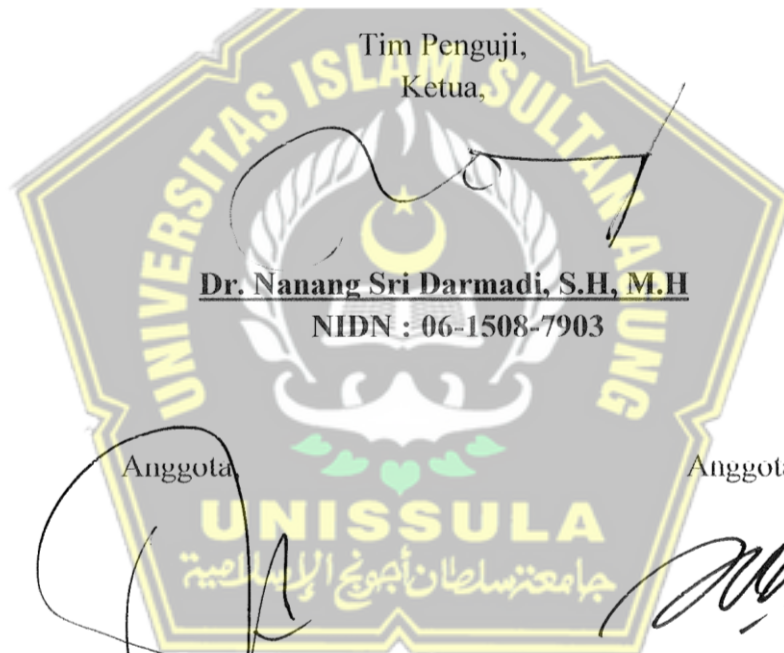 Tim Penguji,
Ketua,
UNIVERSITAS ISLAM SULTAN AGUNG
Dr. Nanang Sri Darmadi, S.H, M.H
NIDN : 06-1508-7903
Anggota,
Anggota
UNISSULA
جامعة سلطان أجونج الإسلامية